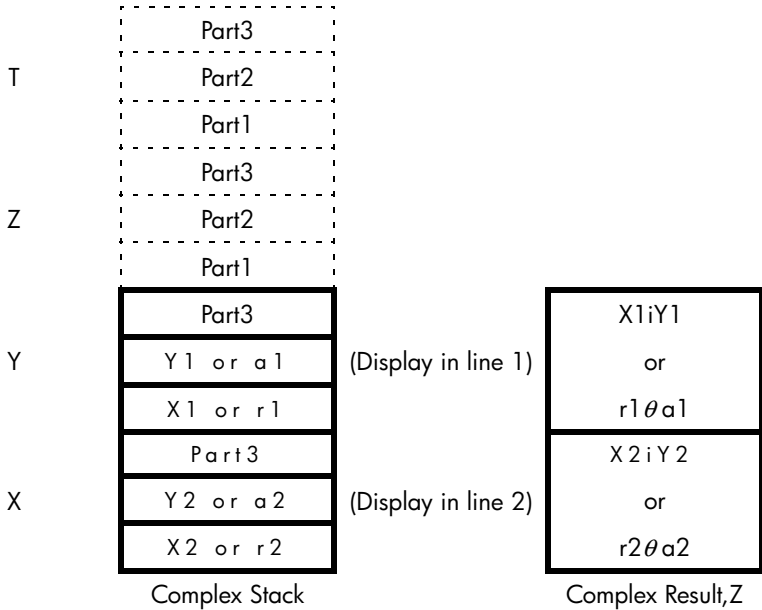 Part3
T Part2
Part1
Part3
Z Part2
Part1
Part3 X1iY1
Y Y1 or a1 (Display in line 1) or
X1 or r1 r1θa1
Part3 X2iY2
X Y2 or a2 (Display in line 2) or
X2 or r2 r2θa2
Complex Stack Complex Result,Z